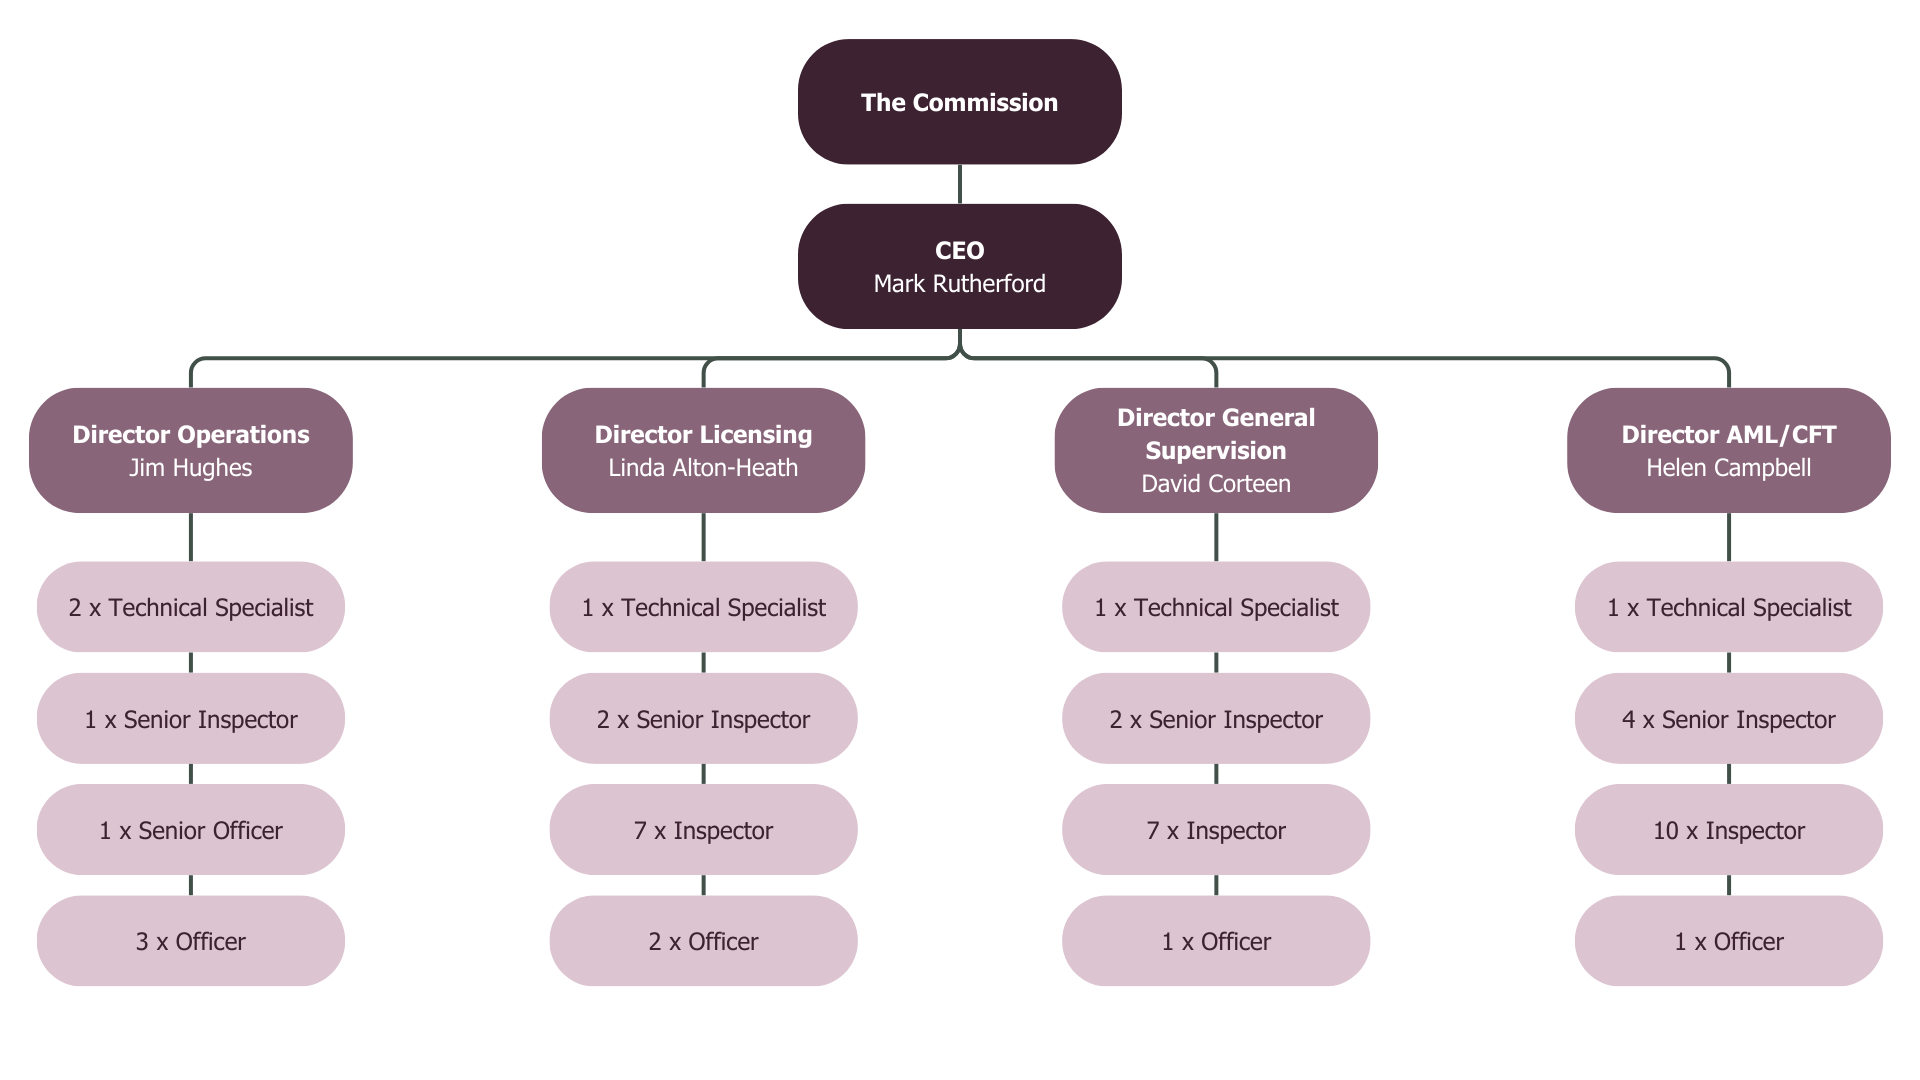 The Commission
CEO
Mark Rutherford
Director Operations
Jim Hughes
Director Licensing
Linda Alton-Heath
Director General
Supervision
David Corteen
Director AML/CFT
Helen Campbell
2 x Technical Specialist
1 x Senior Inspector
1 x Senior Officer
3 x Officer
1 x Technical Specialist
2 x Senior Inspector
7 x Inspector
2 x Officer
1 x Technical Specialist
2 x Senior Inspector
7 x Inspector
1 x Officer
1 x Technical Specialist
4 x Senior Inspector
10 x Inspector
1 x Officer